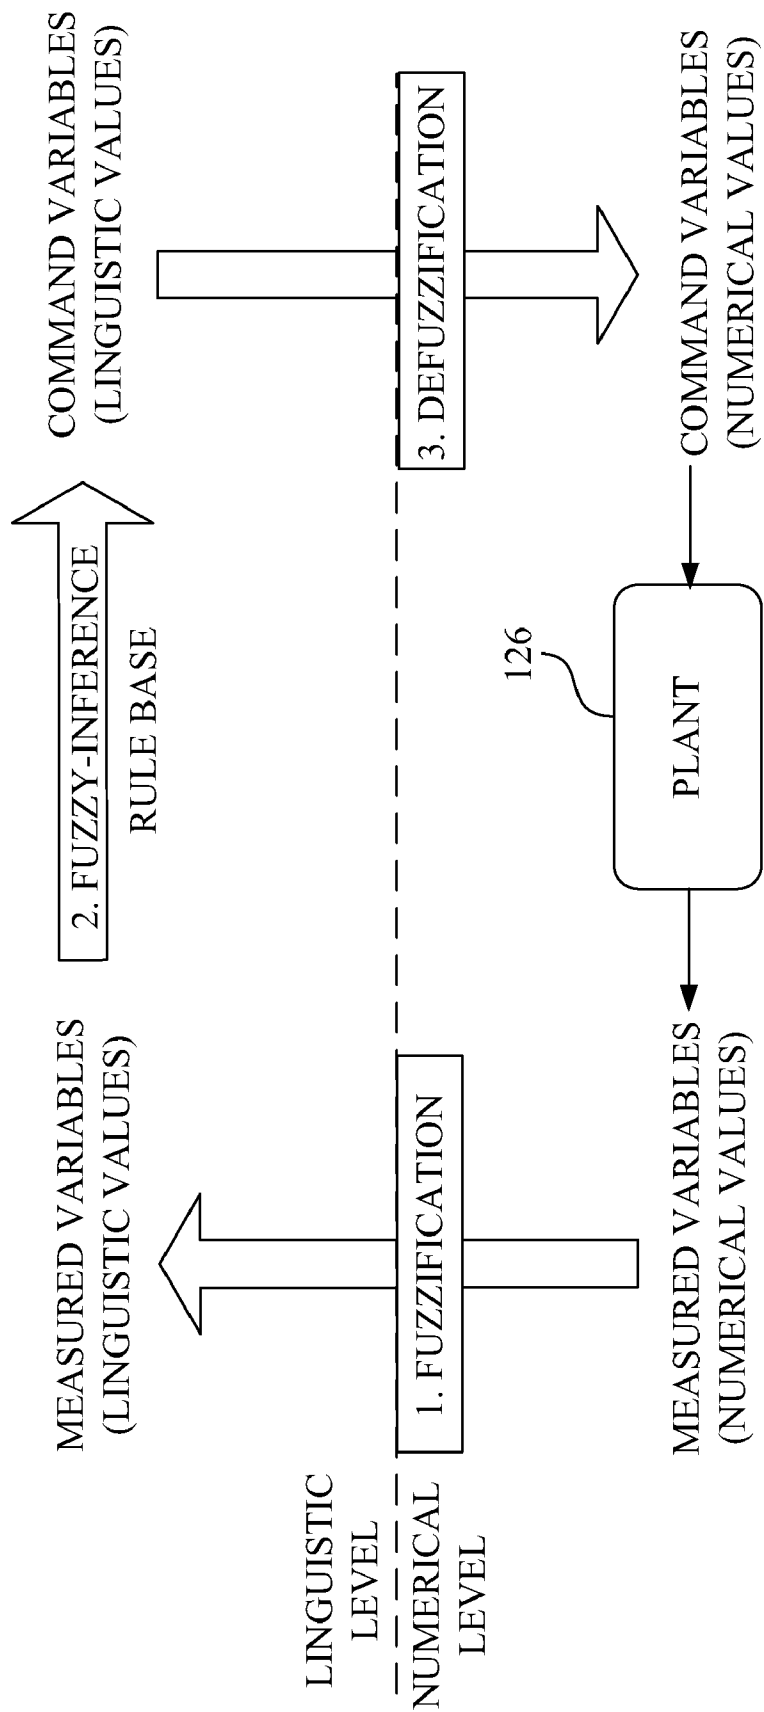 MEASURED VARIABLES
(LINGUISTIC VALUES)
2. FUZZY-INFERENCE
RULE BASE
COMMAND VARIABLES
(LINGUISTIC VALUES)
LINGUISTIC
LEVEL
NUMERICAL
LEVEL
1. FUZZIFICATION
3. DEFUZZIFICATION
126
MEASURED VARIABLES
(NUMERICAL VALUES)
PLANT
COMMAND VARIABLES
(NUMERICAL VALUES)